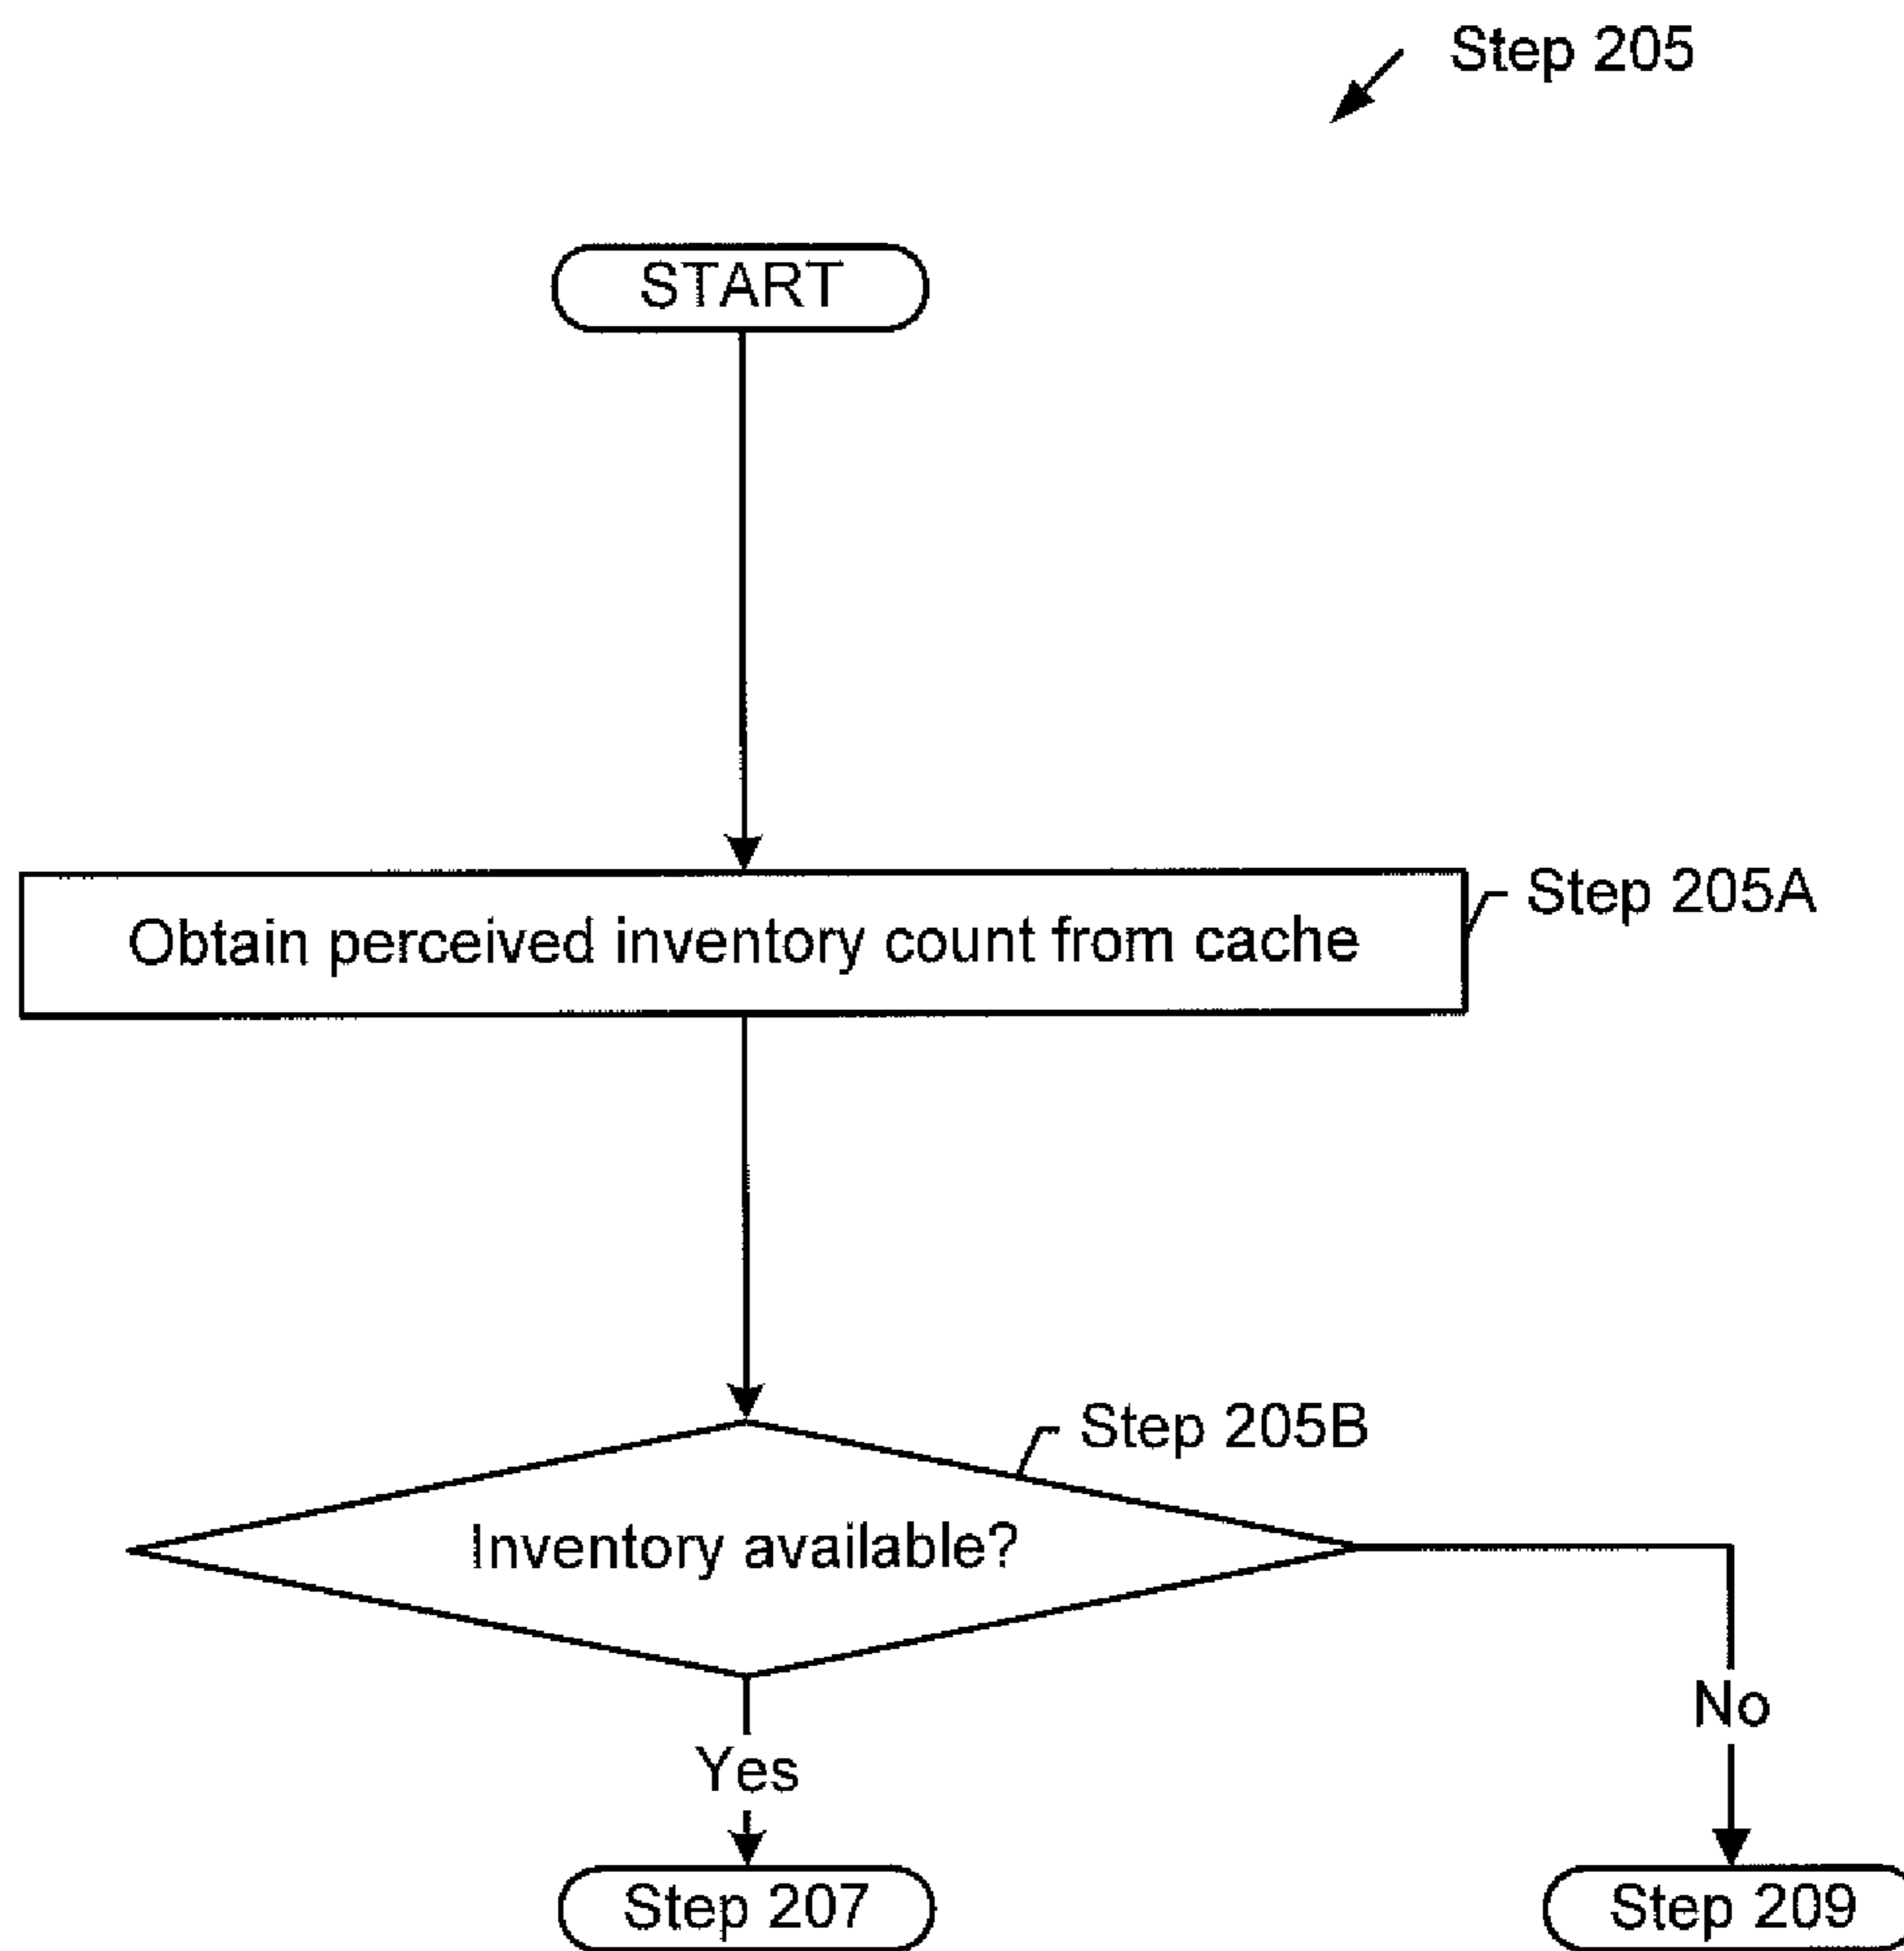 Step 205
START
Obtain perceived inventory count from cache
Step 205A
Step 205B
Inventory available?
No
Yes
Step 207
Step 209